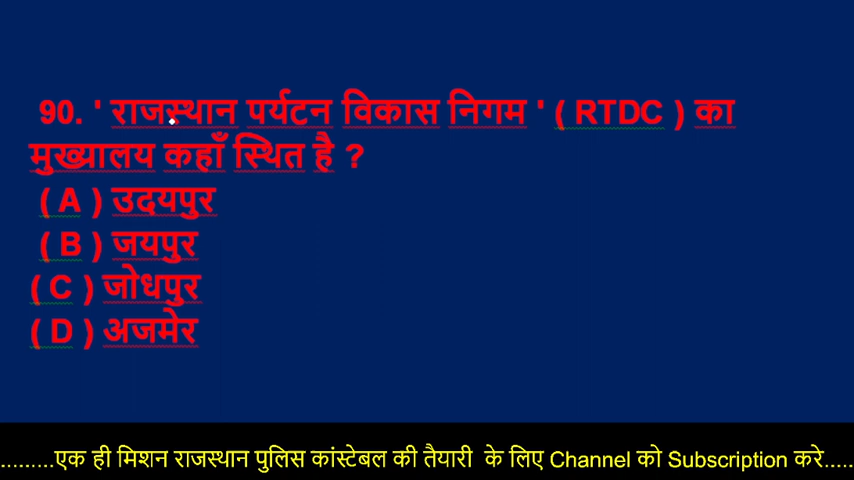 90. ' राजस्थान पर्यटन विकास निगम ' ( RTDC ) का
मुख्यालय कहाँ स्थित है ?
( A ) उदयपुर
( B ) जयपुर
( C ) जोधपुर
( D ) अजमेर
.........एक ही मिशन राजस्थान पुलिस कांस्टेबल की तैयारी के लिए Channel को Subscription करे.....